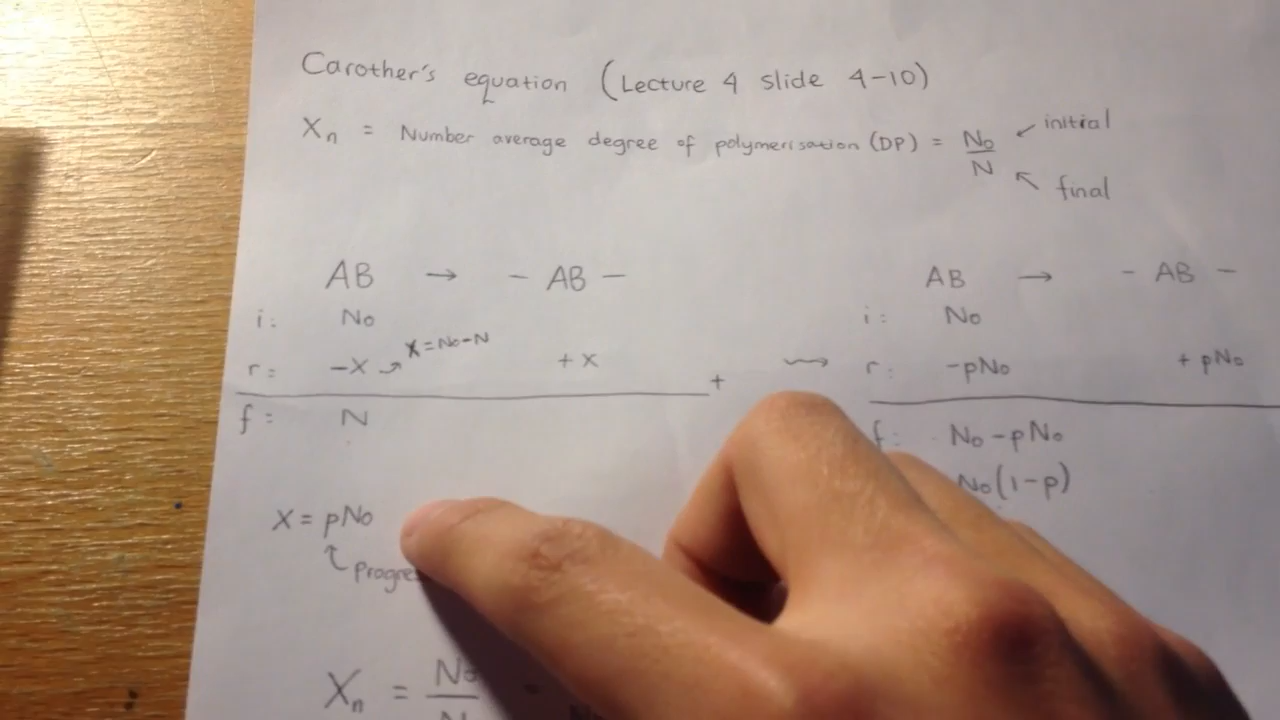 Carother's equation (Lecture 4 slide 4-10)
Xn = Number average degree of polymerisation (DP) = No/N
initial
final
AB → - AB - AB → - AB -
i: No i: No
r: -X X=No-N + x r: -pNo + pNo
+
f: N f: No-pNo
No(1-p)
X = pNo
Xn = No